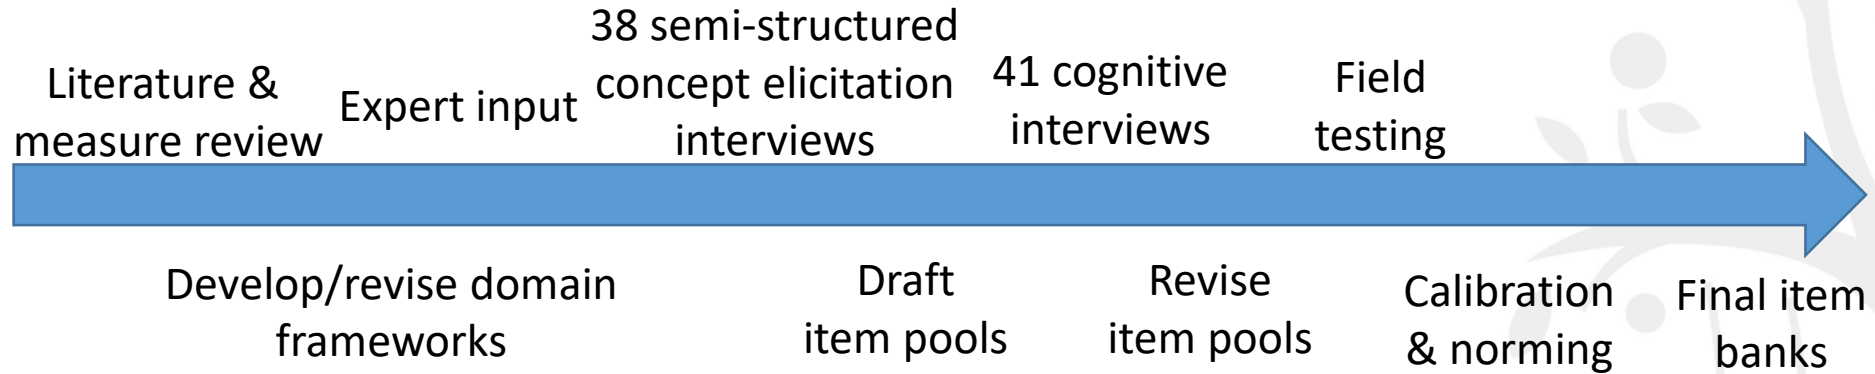 Literature &
measure review
Expert input
38 semi-structured
concept elicitation
interviews
41 cognitive
interviews
Field
testing
Develop/revise domain
frameworks
Draft
item pools
Revise
item pools
Calibration
& norming
Final item
banks